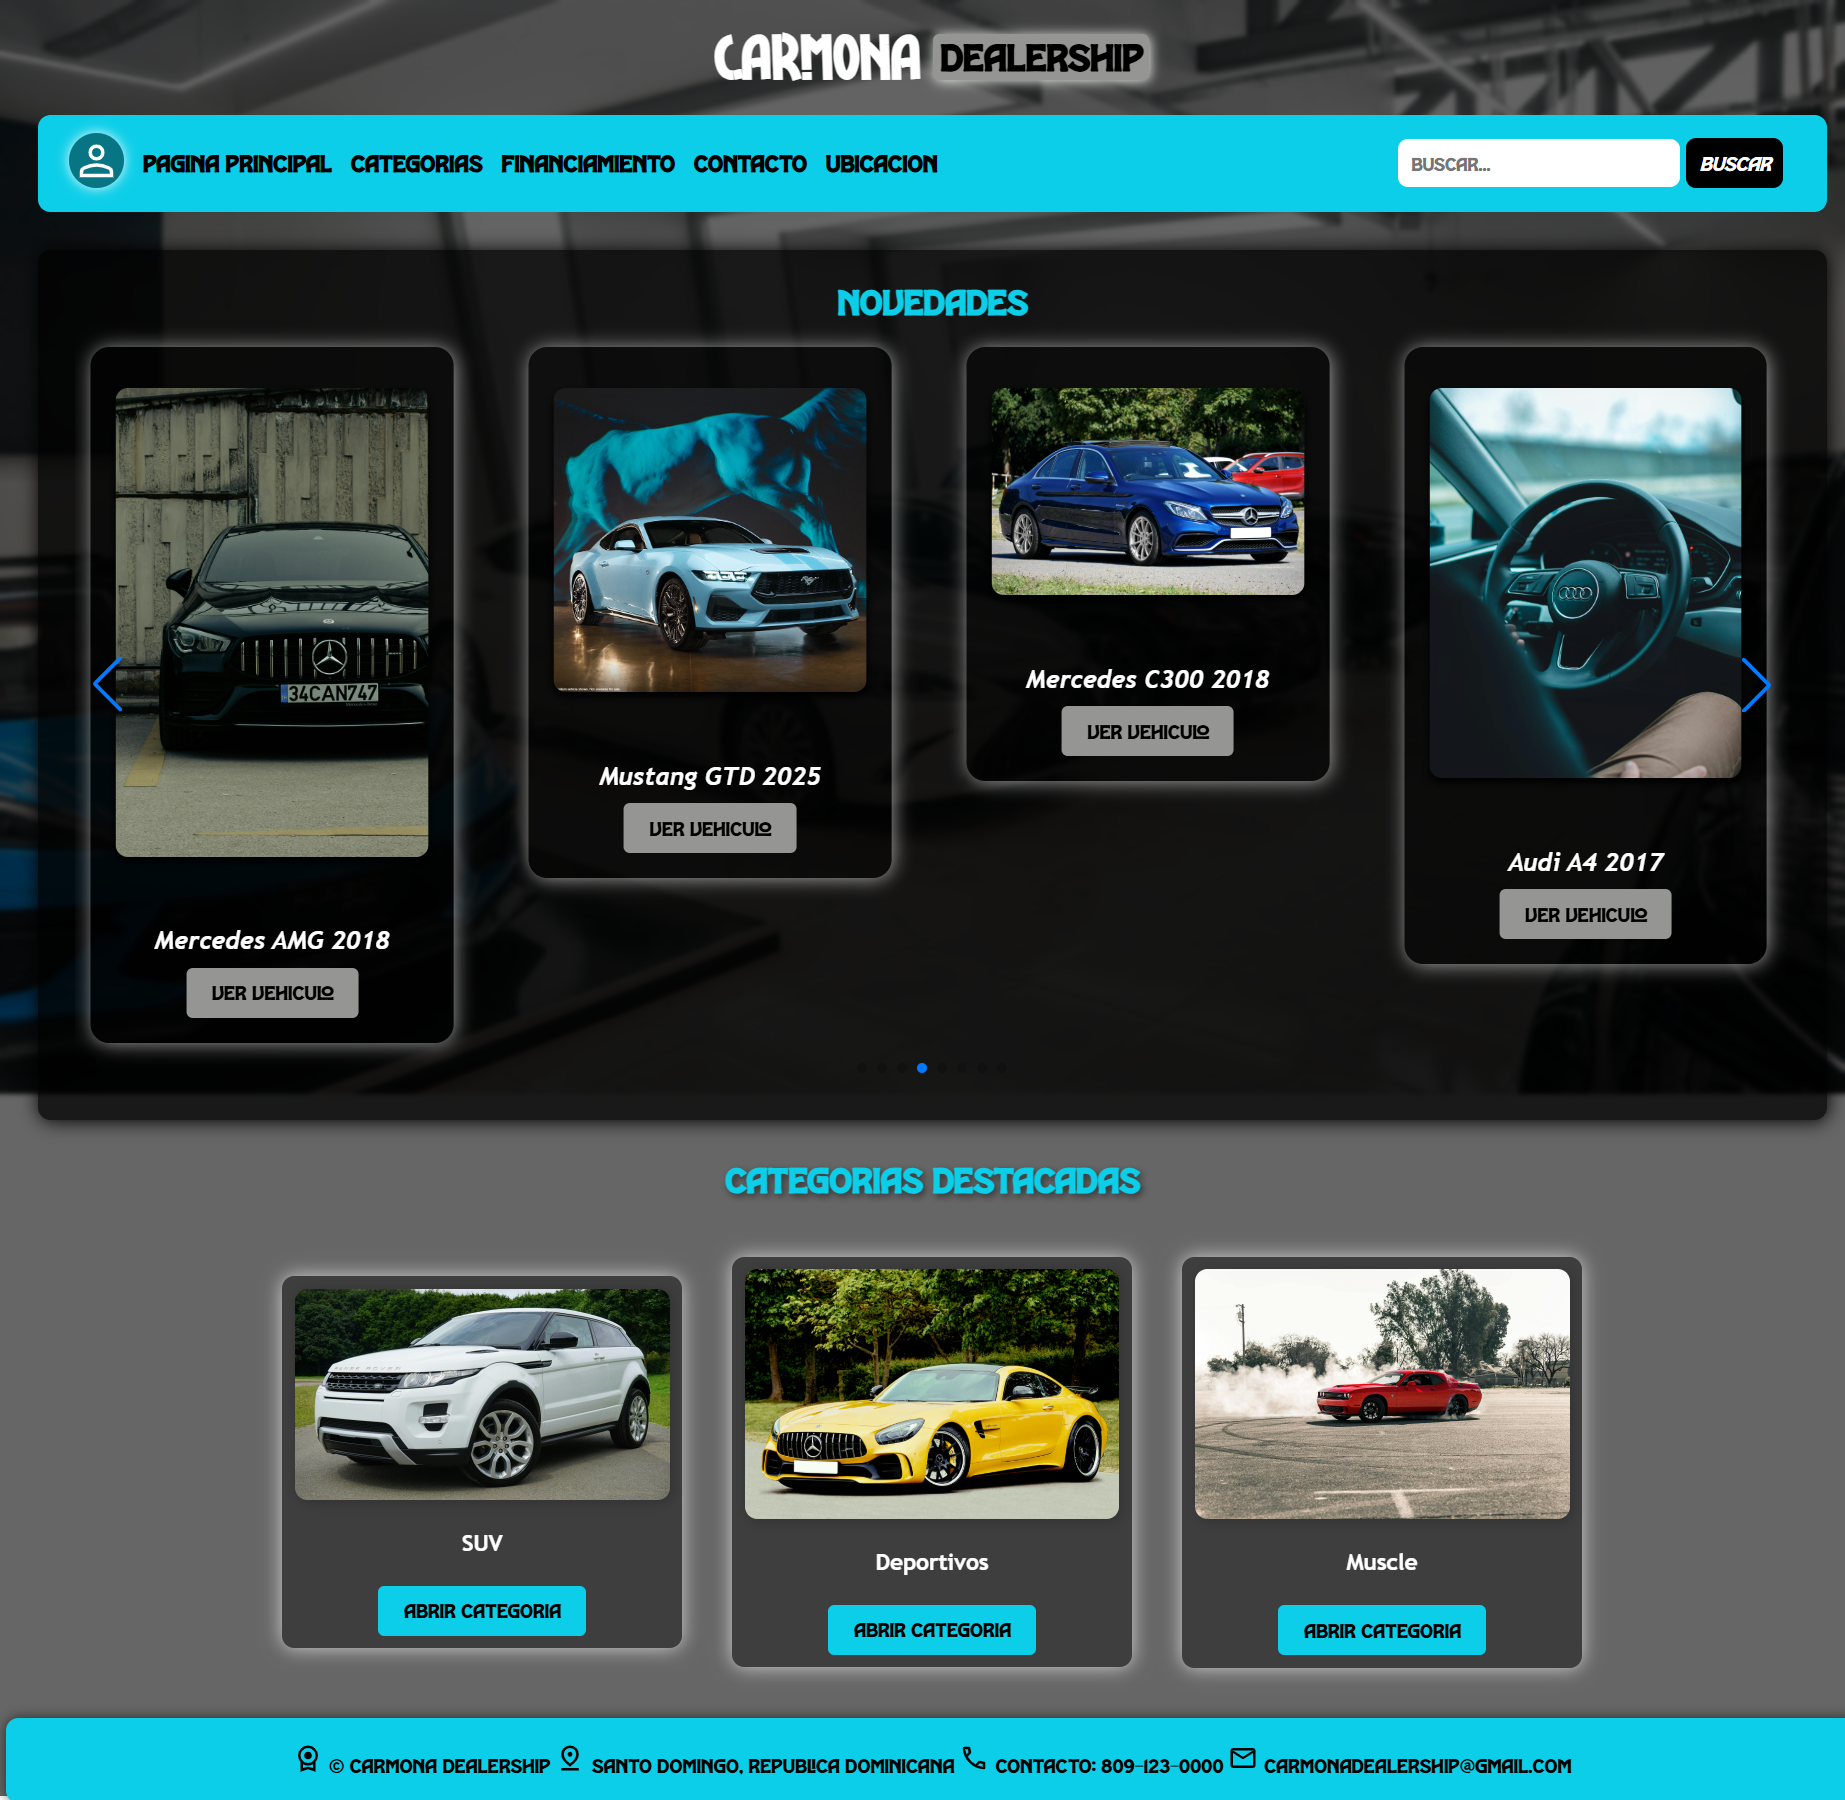 CARMONA DEALERSHIP
PAGINA PRINCIPAL CATEGORIAS FINANCIAMIENTO CONTACTO UBICACION
BUSCAR... BUSCAR
NOVEDADES
34CAN747
Mercedes AMG 2018
VER VEHICULO
Mustang GTD 2025
VER VEHICULO
Mercedes C300 2018
VER VEHICULO
Audi A4 2017
VER VEHICULO
CATEGORIAS DESTACADAS
RANGE ROVER
SUV
ABRIR CATEGORIA
Deportivos
ABRIR CATEGORIA
Muscle
ABRIR CATEGORIA
© CARMONA DEALERSHIP SANTO DOMINGO, REPUBLICA DOMINICANA CONTACTO: 809-123-0000 CARMONADEALERSHIP@GMAIL.COM